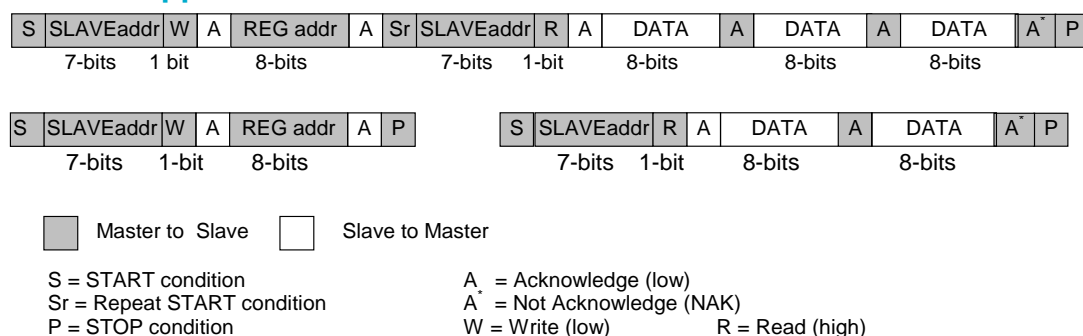 S SLAVEaddr W A REG addr A Sr SLAVEaddr R A DATA A DATA A DATA A* P
7-bits 1 bit 8-bits 7-bits 1-bit 8-bits 8-bits 8-bits
S SLAVEaddr W A REG addr A P
7-bits 1-bit 8-bits
S SLAVEaddr R A DATA A DATA A* P
7-bits 1-bit 8-bits 8-bits
Master to Slave Slave to Master
S = START condition
Sr = Repeat START condition
P = STOP condition
A = Acknowledge (low)
A* = Not Acknowledge (NAK)
W = Write (low) R = Read (high)